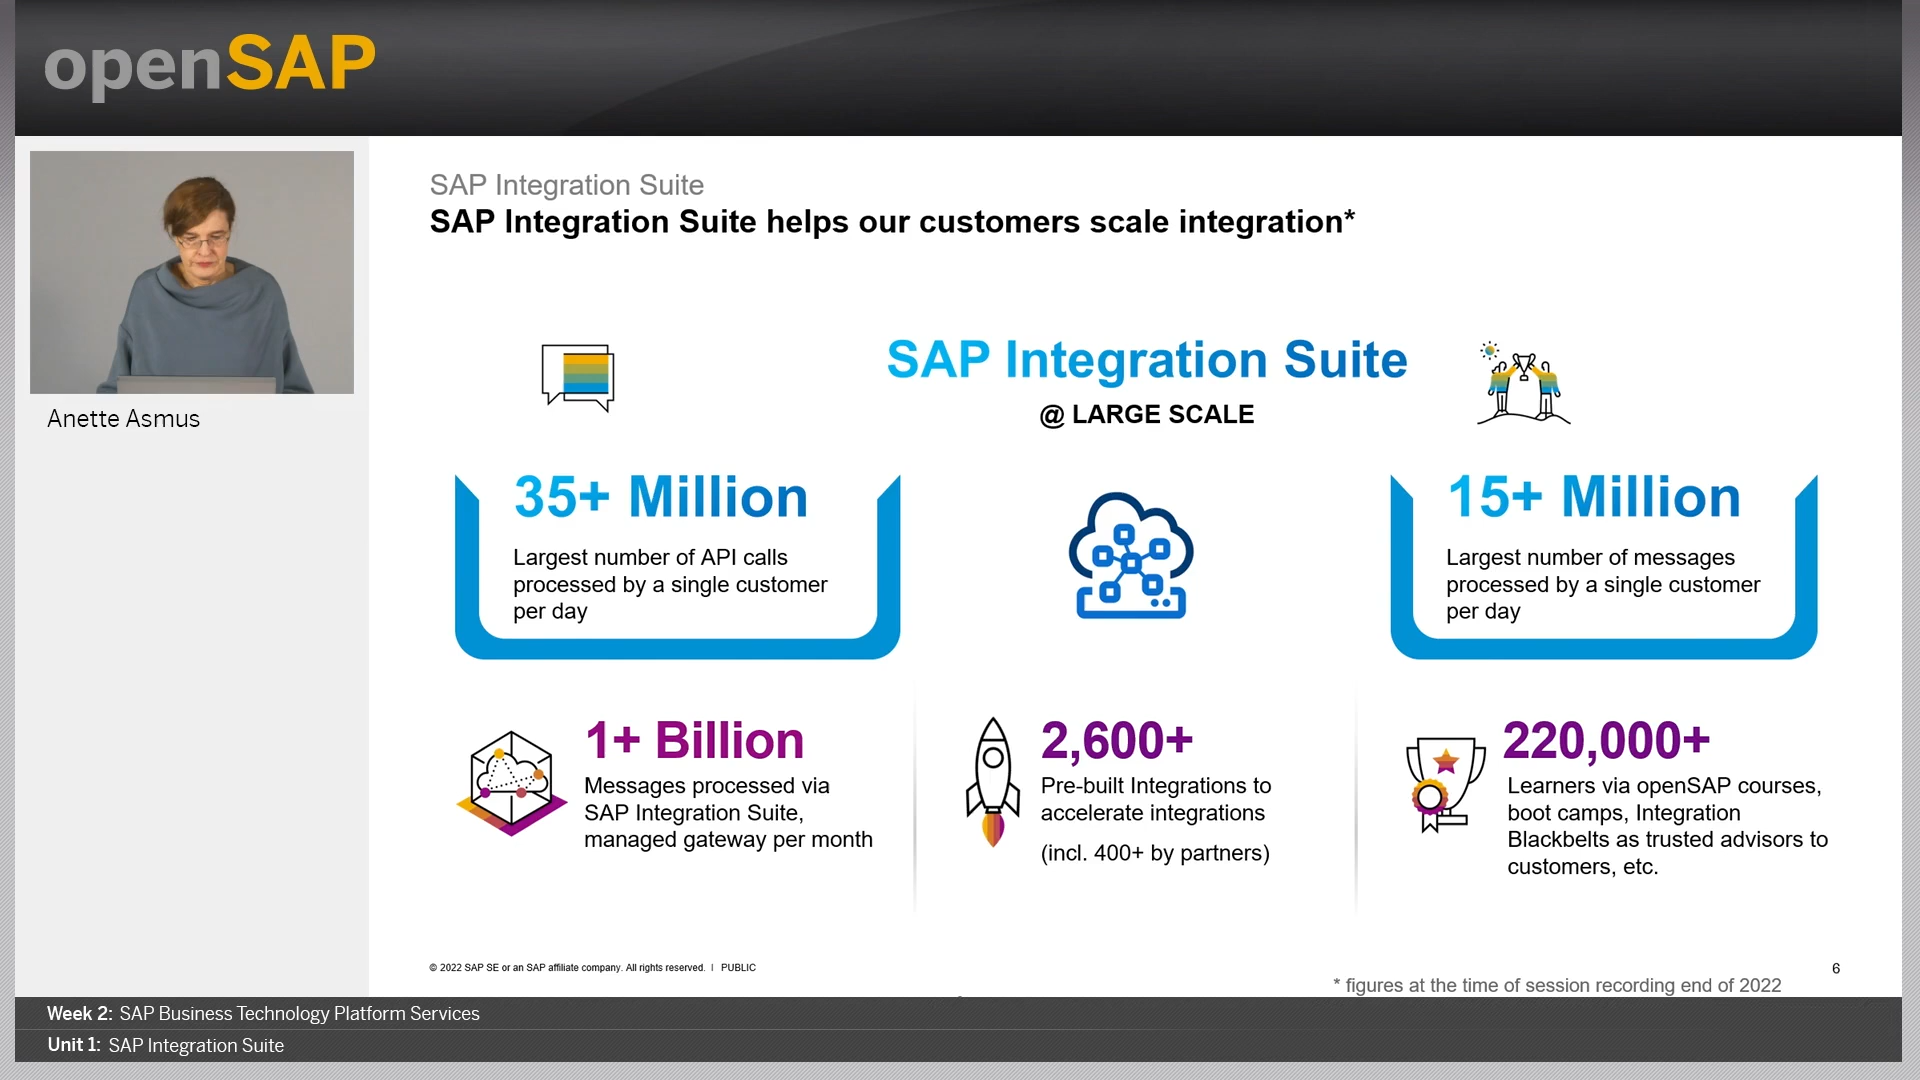 openSAP
Anette Asmus
SAP Integration Suite
SAP Integration Suite helps our customers scale integration*
SAP Integration Suite
@ LARGE SCALE
35+ Million
Largest number of API calls
processed by a single customer
per day
15+ Million
Largest number of messages
processed by a single customer
per day
1+ Billion
Messages processed via
SAP Integration Suite,
managed gateway per month
2,600+
Pre-built Integrations to
accelerate integrations
(incl. 400+ by partners)
220,000+
Learners via openSAP courses,
boot camps, Integration
Blackbelts as trusted advisors to
customers, etc.
© 2022 SAP SE or an SAP affiliate company. All rights reserved. | PUBLIC
6
* figures at the time of session recording end of 2022
Week 2: SAP Business Technology Platform Services
Unit 1: SAP Integration Suite